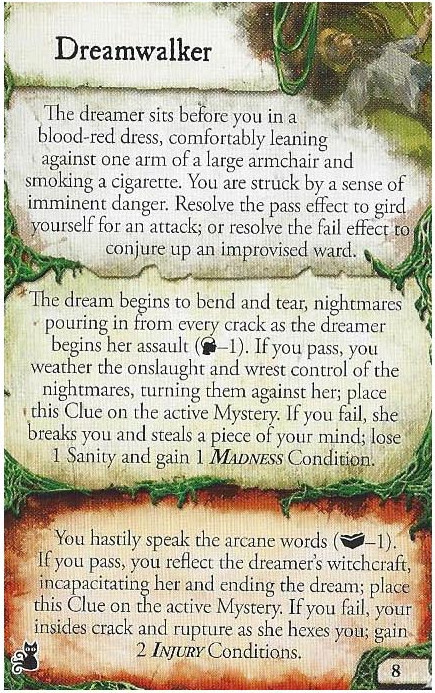 Dreamwalker
The dreamer sits before you in a
blood-red dress, comfortably leaning
against one arm of a large armchair and
smoking a cigarette. You are struck by a sense of
imminent danger. Resolve the pass effect to gird
yourself for an attack; or resolve the fail effect to
conjure up an improvised ward.
The dream begins to bend and tear, nightmares
pouring in from every crack as the dreamer
begins her assault (–1). If you pass, you
weather the onslaught and wrest control of the
nightmares, turning them against her; place
this Clue on the active Mystery. If you fail, she
breaks you and steals a piece of your mind; lose
1 Sanity and gain 1 MADNESS Condition.
You hastily speak the arcane words (–1).
If you pass, you reflect the dreamer's witchcraft,
incapacitating her and ending the dream; place
this Clue on the active Mystery. If you fail, your
insides crack and rupture as she hexes you; gain
2 INJURY Conditions.
8